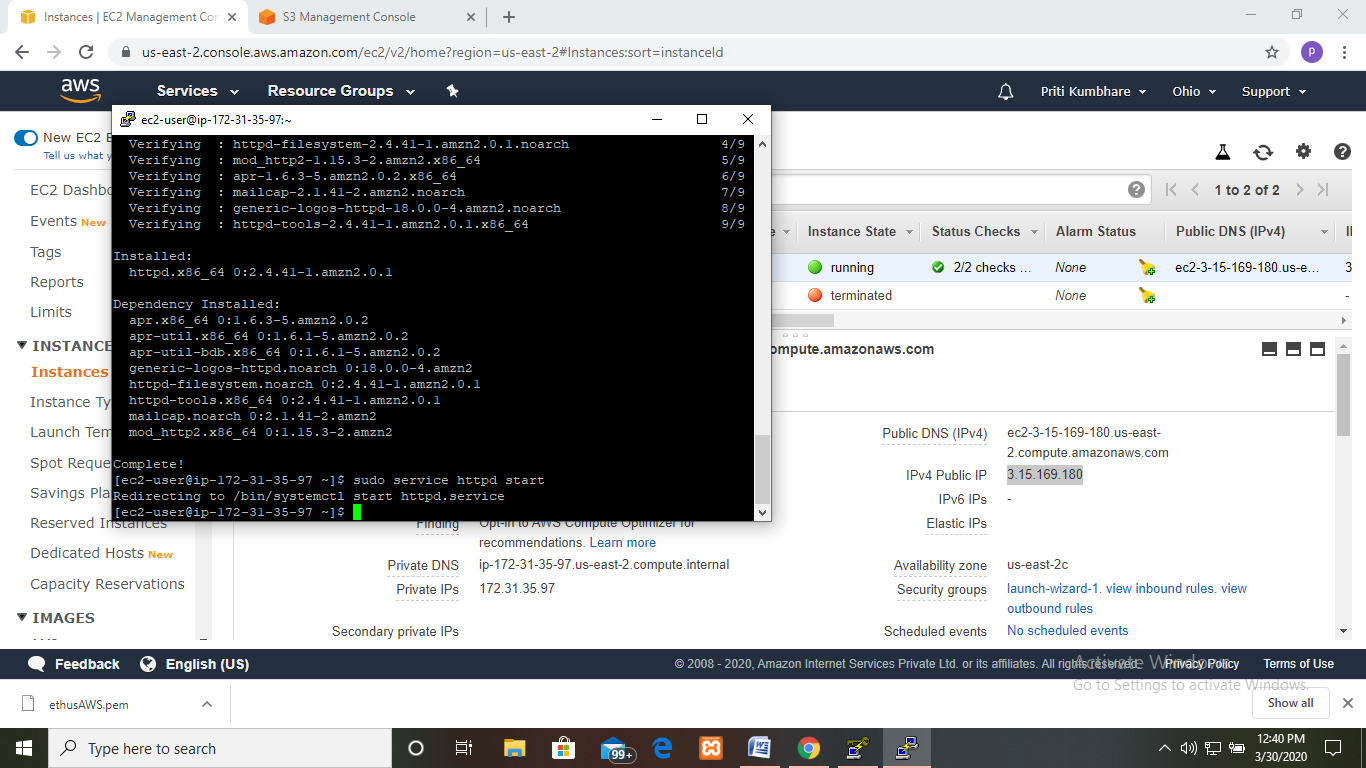 Instances | EC2 Management Con
S3 Management Console
us-east-2.console.aws.amazon.com/ec2/v2/home?region=us-east-2#Instances:sort=instanceId
P
aws
Services
Resource Groups
Priti Kumbhare
Ohio
Support
ec2-user@ip-172-31-35-97:~
New EC2 E
Tell us what y
EC2 Dashbo
Events New
Tags
Reports
Limits
INSTANCE
Instances
Instance Ty
Launch Tem
Spot Reque
Savings Pla
Reserved Instances
Dedicated Hosts New
Capacity Reservations
IMAGES
Verifying : httpd-filesystem-2.4.41-1.amzn2.0.1.noarch 4/9
Verifying : mod_http2-1.15.3-2.amzn2.x86_64 5/9
Verifying : apr-1.6.3-5.amzn2.0.2.x86_64 6/9
Verifying : mailcap-2.1.41-2.amzn2.noarch 7/9
Verifying : generic-logos-httpd-18.0.0-4.amzn2.noarch 8/9
Verifying : httpd-tools-2.4.41-1.amzn2.0.1.x86_64 9/9
Installed:
httpd.x86_64 0:2.4.41-1.amzn2.0.1
Dependency Installed:
apr.x86_64 0:1.6.3-5.amzn2.0.2
apr-util.x86_64 0:1.6.1-5.amzn2.0.2
apr-util-bdb.x86_64 0:1.6.1-5.amzn2.0.2
generic-logos-httpd.noarch 0:18.0.0-4.amzn2
httpd-filesystem.noarch 0:2.4.41-1.amzn2.0.1
httpd-tools.x86_64 0:2.4.41-1.amzn2.0.1
mailcap.noarch 0:2.1.41-2.amzn2
mod_http2.x86_64 0:1.15.3-2.amzn2
Complete!
[ec2-user@ip-172-31-35-97 ~]$ sudo service httpd start
Redirecting to /bin/systemctl start httpd.service
[ec2-user@ip-172-31-35-97 ~]$
1 to 2 of 2
e Instance State Status Checks Alarm Status Public DNS (IPv4) I
running 2/2 checks ... None ec2-3-15-169-180.us-e... 3
terminated None -
ompute.amazonaws.com
Public DNS (IPv4) ec2-3-15-169-180.us-east-
2.compute.amazonaws.com
IPv4 Public IP 3.15.169.180
IPv6 IPs -
Elastic IPs
Finding Opt-in to AWS Compute Optimizer for
recommendations. Learn more
Private DNS ip-172-31-35-97.us-east-2.compute.internal
Availability zone us-east-2c
Private IPs 172.31.35.97
Security groups launch-wizard-1. view inbound rules. view
outbound rules
Secondary private IPs
Scheduled events No scheduled events
Feedback
English (US)
© 2008 - 2020, Amazon Internet Services Private Ltd. or its affiliates. All rights reserved.
Privacy Policy
Terms of Use
Activate Windows
Go to Settings to activate Windows.
ethusAWS.pem
Show all
Type here to search
99+
12:40 PM
3/30/2020